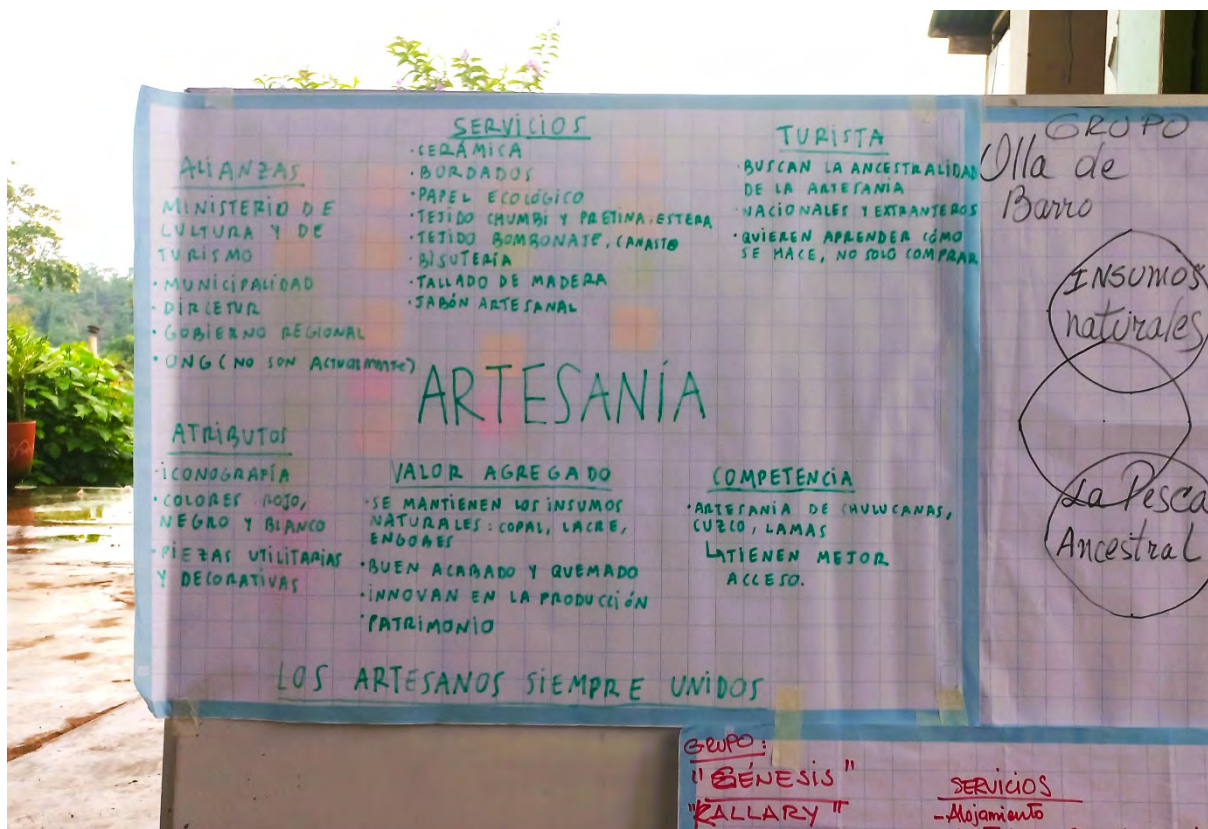 ALIANZAS
MINISTERIO DE
CULTURA Y DE
TURISMO
· MUNICIPALIDAD
· DIRCETUR
· GOBIERNO REGIONAL
· ONG (NO SON ACTUALMENTE)
SERVICIOS
· CERÁMICA
· BORDADOS
· PAPEL ECOLÓGICO
· TEJIDO CHUMBI Y PRETINA. ESTERA
· TEJIDO BOMBONAJE, CANASTO
· BISUTERÍA
· TALLADO DE MADERA
· JABÓN ARTESANAL
TURISTA
· BUSCAN LA ANCESTRALIDAD
DE LA ARTESANÍA
· NACIONALES Y EXTRANJEROS
· QUIEREN APRENDER CÓMO
SE HACE, NO SOLO COMPRAR
ARTESANÍA
ATRIBUTOS
· ICONOGRAFÍA
· COLORES ROJO,
NEGRO Y BLANCO
· PIEZAS UTILITARIAS
Y DECORATIVAS
VALOR AGREGADO
· SE MANTIENEN LOS INSUMOS
NATURALES: COPAL, LACRE,
ENGOBES
· BUEN ACABADO Y QUEMADO
· INNOVAN EN LA PRODUCCIÓN
· PATRIMONIO
COMPETENCIA
· ARTESANIA DE CHULUCANAS,
CUZCO, LAMAS
↳ TIENEN MEJOR
ACCESO.
LOS ARTESANOS SIEMPRE UNIDOS
GRUPO
Olla de
Barro
INSUMOS
naturales
La Pesca
Ancestral
GRUPO:
"GÉNESIS"
"KALLARY"
SERVICIOS
- Alojamiento